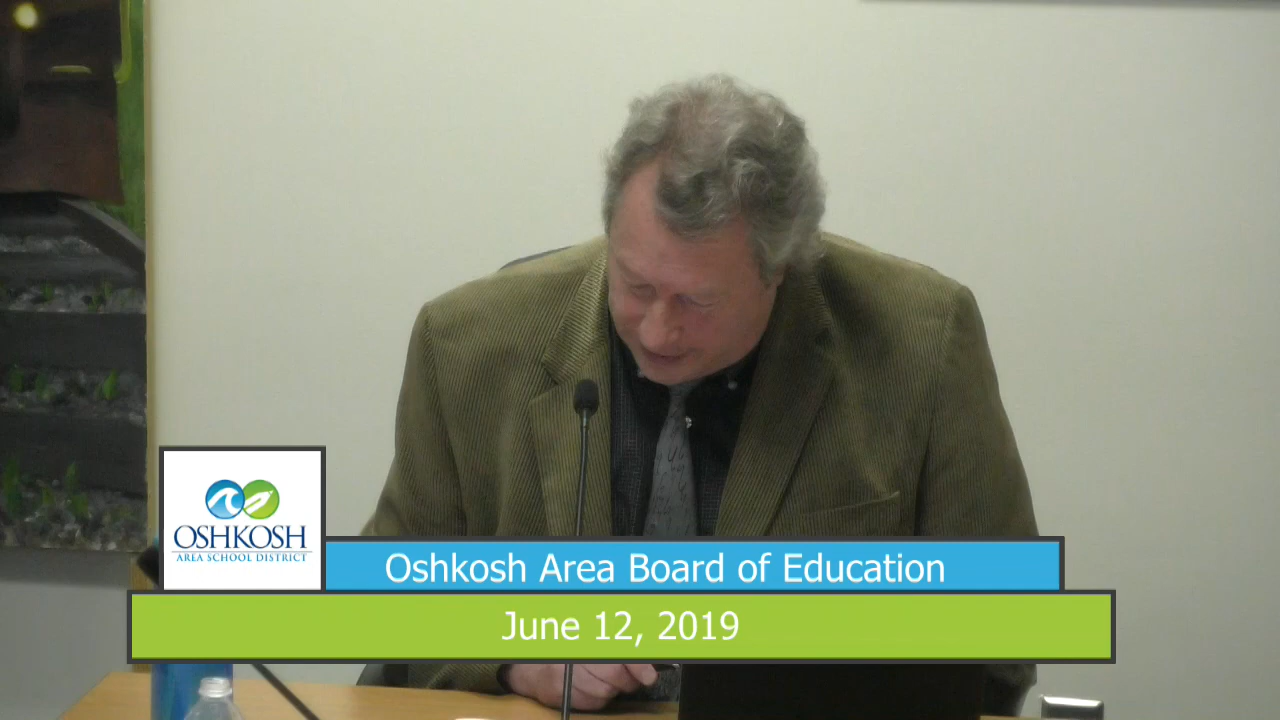 OSHKOSH
AREA SCHOOL DISTRICT
Oshkosh Area Board of Education
June 12, 2019